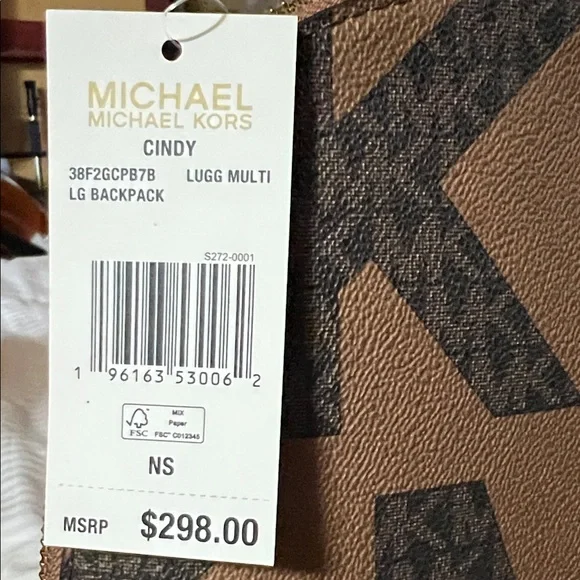 MICHAEL
MICHAEL KORS
CINDY
38F2GCPB7B LUGG MULTI
LG BACKPACK
S272-0001
1 96163 53006 2
FSC
MIX
Paper
FSC™ C012345
NS
MSRP $298.00